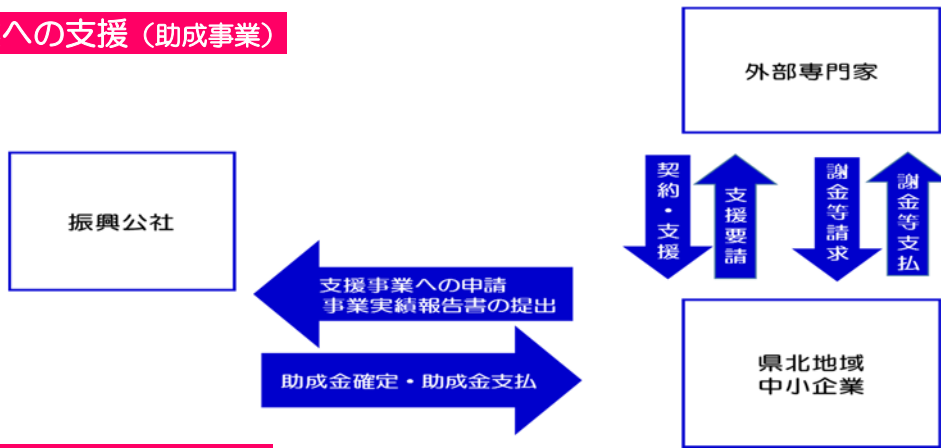 への支援（助成事業）
外部専門家
振興公社
契約・支援
支援要請
謝金等請求
謝金等支払
支援事業への申請
事業実績報告書の提出
助成金確定・助成金支払
県北地域
中小企業